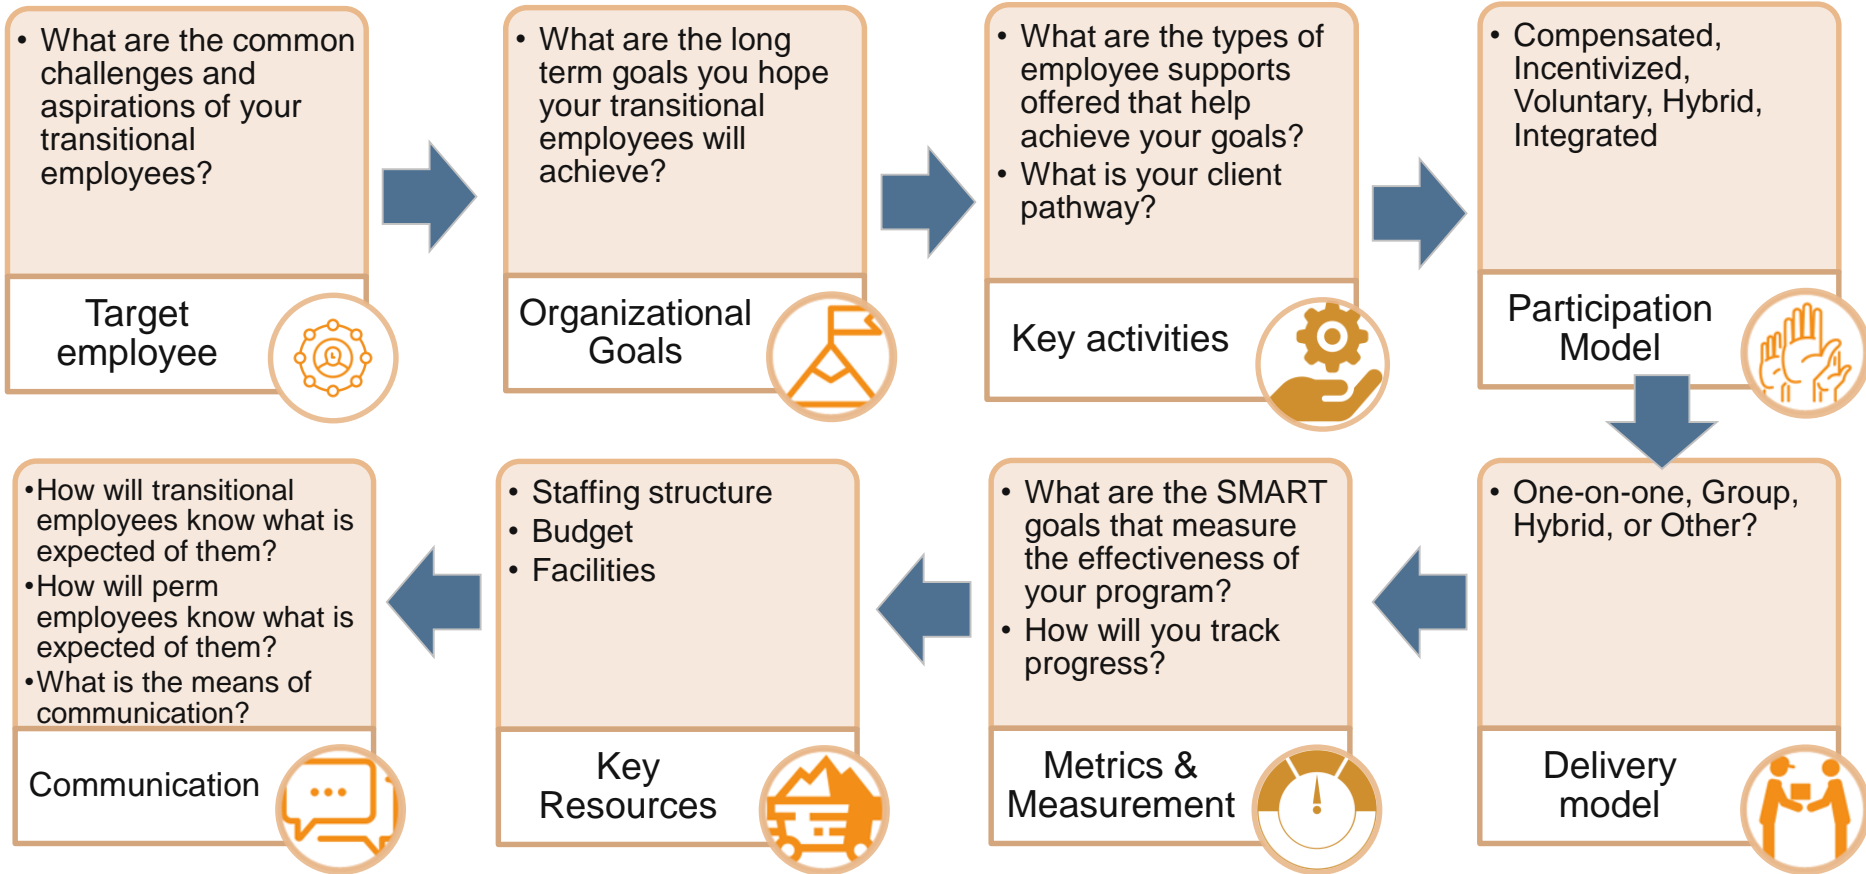 • What are the common
challenges and
aspirations of your
transitional
employees?
Target
employee
• What are the long
term goals you hope
your transitional
employees will
achieve?
Organizational
Goals
• What are the types of
employee supports
offered that help
achieve your goals?
• What is your client
pathway?
Key activities
• Compensated,
Incentivized,
Voluntary, Hybrid,
Integrated
Participation
Model
• One-on-one, Group,
Hybrid, or Other?
Delivery
model
• What are the SMART
goals that measure
the effectiveness of
your program?
• How will you track
progress?
Metrics &
Measurement
• Staffing structure
• Budget
• Facilities
Key
Resources
•How will transitional
employees know what is
expected of them?
•How will perm
employees know what is
expected of them?
•What is the means of
communication?
Communication